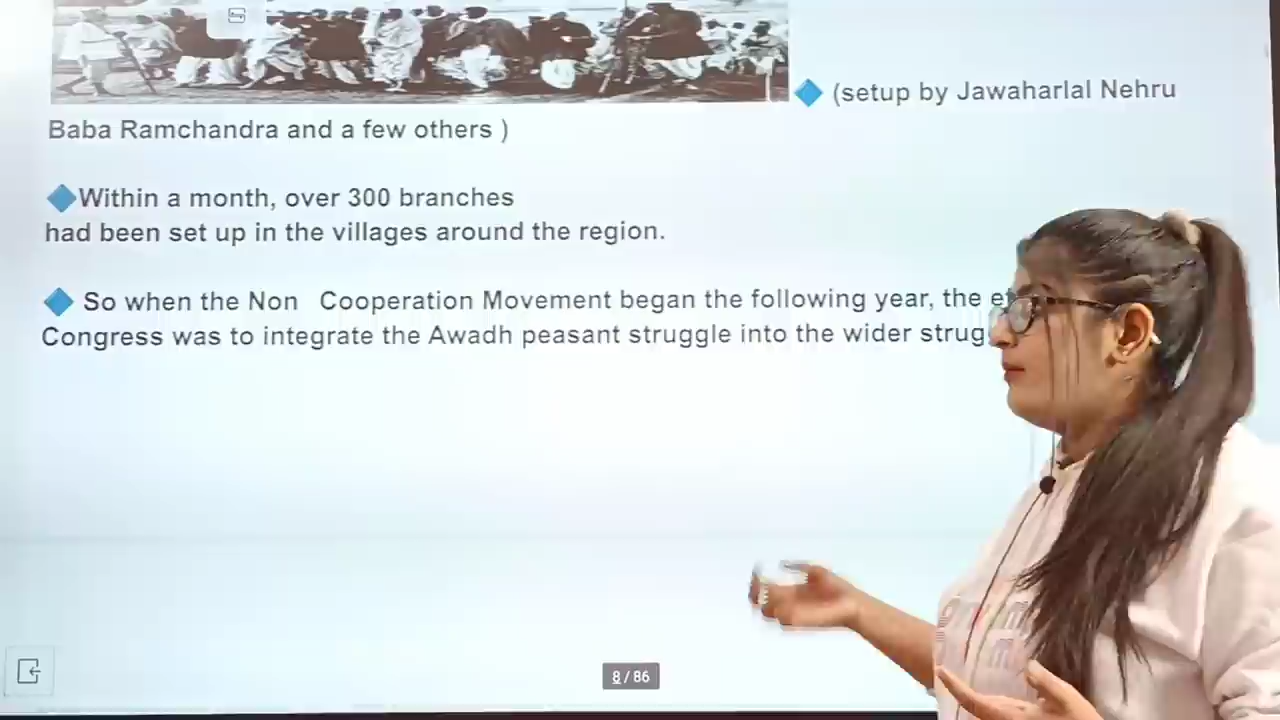 (setup by Jawaharlal Nehru
Baba Ramchandra and a few others )
Within a month, over 300 branches
had been set up in the villages around the region.
So when the Non Cooperation Movement began the following year, the
Congress was to integrate the Awadh peasant struggle into the wider
8 / 86